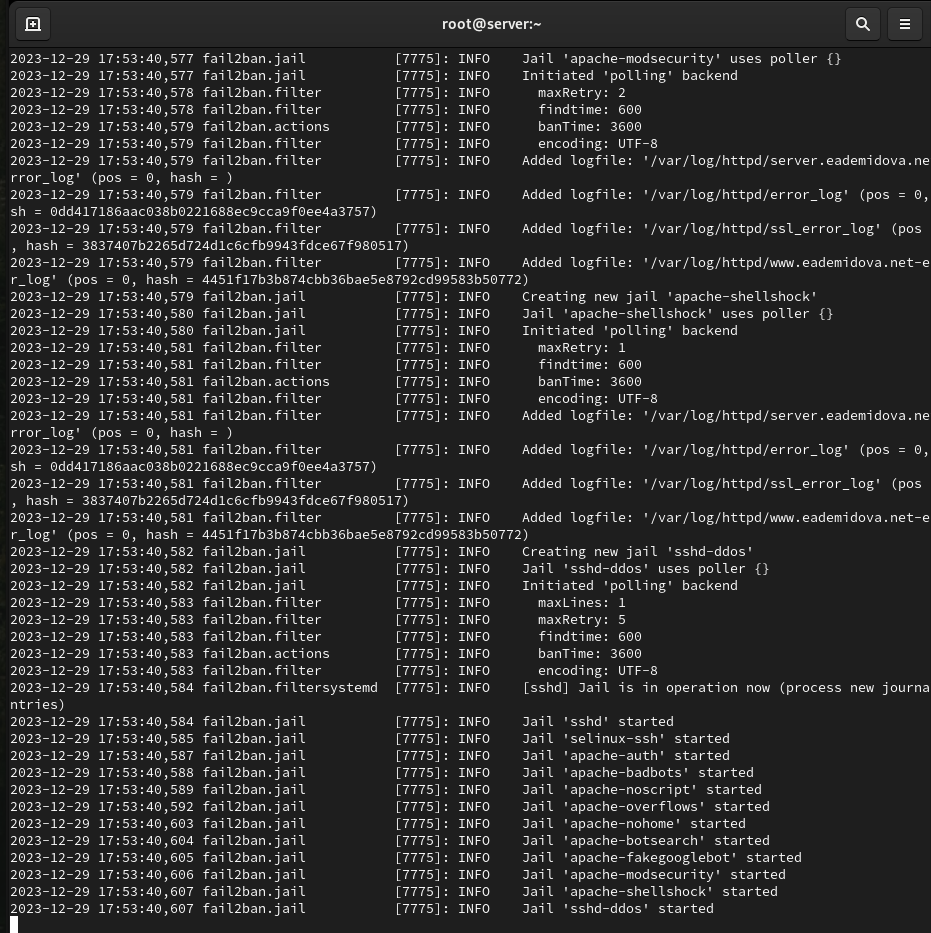 root@server:~
2023-12-29 17:53:40,577 fail2ban.jail           [7775]: INFO    Jail 'apache-modsecurity' uses poller {}
2023-12-29 17:53:40,577 fail2ban.jail           [7775]: INFO    Initiated 'polling' backend
2023-12-29 17:53:40,578 fail2ban.filter         [7775]: INFO      maxRetry: 2
2023-12-29 17:53:40,578 fail2ban.filter         [7775]: INFO      findtime: 600
2023-12-29 17:53:40,579 fail2ban.actions        [7775]: INFO      banTime: 3600
2023-12-29 17:53:40,579 fail2ban.filter         [7775]: INFO      encoding: UTF-8
2023-12-29 17:53:40,579 fail2ban.filter         [7775]: INFO    Added logfile: '/var/log/httpd/server.eademidova.ne
rror_log' (pos = 0, hash = )
2023-12-29 17:53:40,579 fail2ban.filter         [7775]: INFO    Added logfile: '/var/log/httpd/error_log' (pos = 0,
sh = 0dd417186aac038b0221688ec9cca9f0ee4a3757)
2023-12-29 17:53:40,579 fail2ban.filter         [7775]: INFO    Added logfile: '/var/log/httpd/ssl_error_log' (pos
, hash = 3837407b2265d724d1c6cfb9943fdce67f980517)
2023-12-29 17:53:40,579 fail2ban.filter         [7775]: INFO    Added logfile: '/var/log/httpd/www.eademidova.net-e
r_log' (pos = 0, hash = 4451f17b3b874cbb36bae5e8792cd99583b50772)
2023-12-29 17:53:40,579 fail2ban.jail           [7775]: INFO    Creating new jail 'apache-shellshock'
2023-12-29 17:53:40,580 fail2ban.jail           [7775]: INFO    Jail 'apache-shellshock' uses poller {}
2023-12-29 17:53:40,580 fail2ban.jail           [7775]: INFO    Initiated 'polling' backend
2023-12-29 17:53:40,581 fail2ban.filter         [7775]: INFO      maxRetry: 1
2023-12-29 17:53:40,581 fail2ban.filter         [7775]: INFO      findtime: 600
2023-12-29 17:53:40,581 fail2ban.actions        [7775]: INFO      banTime: 3600
2023-12-29 17:53:40,581 fail2ban.filter         [7775]: INFO      encoding: UTF-8
2023-12-29 17:53:40,581 fail2ban.filter         [7775]: INFO    Added logfile: '/var/log/httpd/server.eademidova.ne
rror_log' (pos = 0, hash = )
2023-12-29 17:53:40,581 fail2ban.filter         [7775]: INFO    Added logfile: '/var/log/httpd/error_log' (pos = 0,
sh = 0dd417186aac038b0221688ec9cca9f0ee4a3757)
2023-12-29 17:53:40,581 fail2ban.filter         [7775]: INFO    Added logfile: '/var/log/httpd/ssl_error_log' (pos
, hash = 3837407b2265d724d1c6cfb9943fdce67f980517)
2023-12-29 17:53:40,581 fail2ban.filter         [7775]: INFO    Added logfile: '/var/log/httpd/www.eademidova.net-e
r_log' (pos = 0, hash = 4451f17b3b874cbb36bae5e8792cd99583b50772)
2023-12-29 17:53:40,582 fail2ban.jail           [7775]: INFO    Creating new jail 'sshd-ddos'
2023-12-29 17:53:40,582 fail2ban.jail           [7775]: INFO    Jail 'sshd-ddos' uses poller {}
2023-12-29 17:53:40,582 fail2ban.jail           [7775]: INFO    Initiated 'polling' backend
2023-12-29 17:53:40,583 fail2ban.filter         [7775]: INFO      maxLines: 1
2023-12-29 17:53:40,583 fail2ban.filter         [7775]: INFO      maxRetry: 5
2023-12-29 17:53:40,583 fail2ban.filter         [7775]: INFO      findtime: 600
2023-12-29 17:53:40,583 fail2ban.actions        [7775]: INFO      banTime: 3600
2023-12-29 17:53:40,583 fail2ban.filter         [7775]: INFO      encoding: UTF-8
2023-12-29 17:53:40,584 fail2ban.filtersystemd  [7775]: INFO    [sshd] Jail is in operation now (process new journa
ntries)
2023-12-29 17:53:40,584 fail2ban.jail           [7775]: INFO    Jail 'sshd' started
2023-12-29 17:53:40,585 fail2ban.jail           [7775]: INFO    Jail 'selinux-ssh' started
2023-12-29 17:53:40,587 fail2ban.jail           [7775]: INFO    Jail 'apache-auth' started
2023-12-29 17:53:40,588 fail2ban.jail           [7775]: INFO    Jail 'apache-badbots' started
2023-12-29 17:53:40,589 fail2ban.jail           [7775]: INFO    Jail 'apache-noscript' started
2023-12-29 17:53:40,592 fail2ban.jail           [7775]: INFO    Jail 'apache-overflows' started
2023-12-29 17:53:40,603 fail2ban.jail           [7775]: INFO    Jail 'apache-nohome' started
2023-12-29 17:53:40,604 fail2ban.jail           [7775]: INFO    Jail 'apache-botsearch' started
2023-12-29 17:53:40,605 fail2ban.jail           [7775]: INFO    Jail 'apache-fakegooglebot' started
2023-12-29 17:53:40,606 fail2ban.jail           [7775]: INFO    Jail 'apache-modsecurity' started
2023-12-29 17:53:40,607 fail2ban.jail           [7775]: INFO    Jail 'apache-shellshock' started
2023-12-29 17:53:40,607 fail2ban.jail           [7775]: INFO    Jail 'sshd-ddos' started